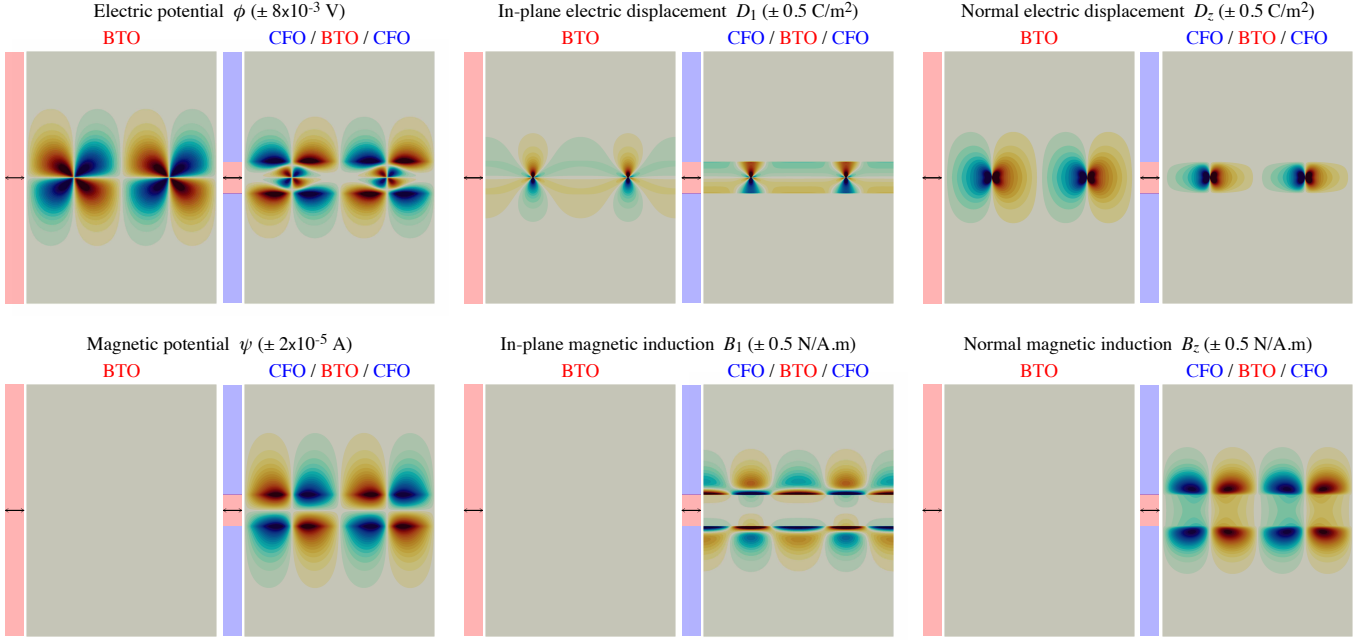 Electric potential ϕ (± 8x10⁻³ V)
BTO
CFO / BTO / CFO
In-plane electric displacement D₁ (± 0.5 C/m²)
BTO
CFO / BTO / CFO
Normal electric displacement D_z (± 0.5 C/m²)
BTO
CFO / BTO / CFO
Magnetic potential ψ (± 2x10⁻⁵ A)
BTO
CFO / BTO / CFO
In-plane magnetic induction B₁ (± 0.5 N/A.m)
BTO
CFO / BTO / CFO
Normal magnetic induction B_z (± 0.5 N/A.m)
BTO
CFO / BTO / CFO